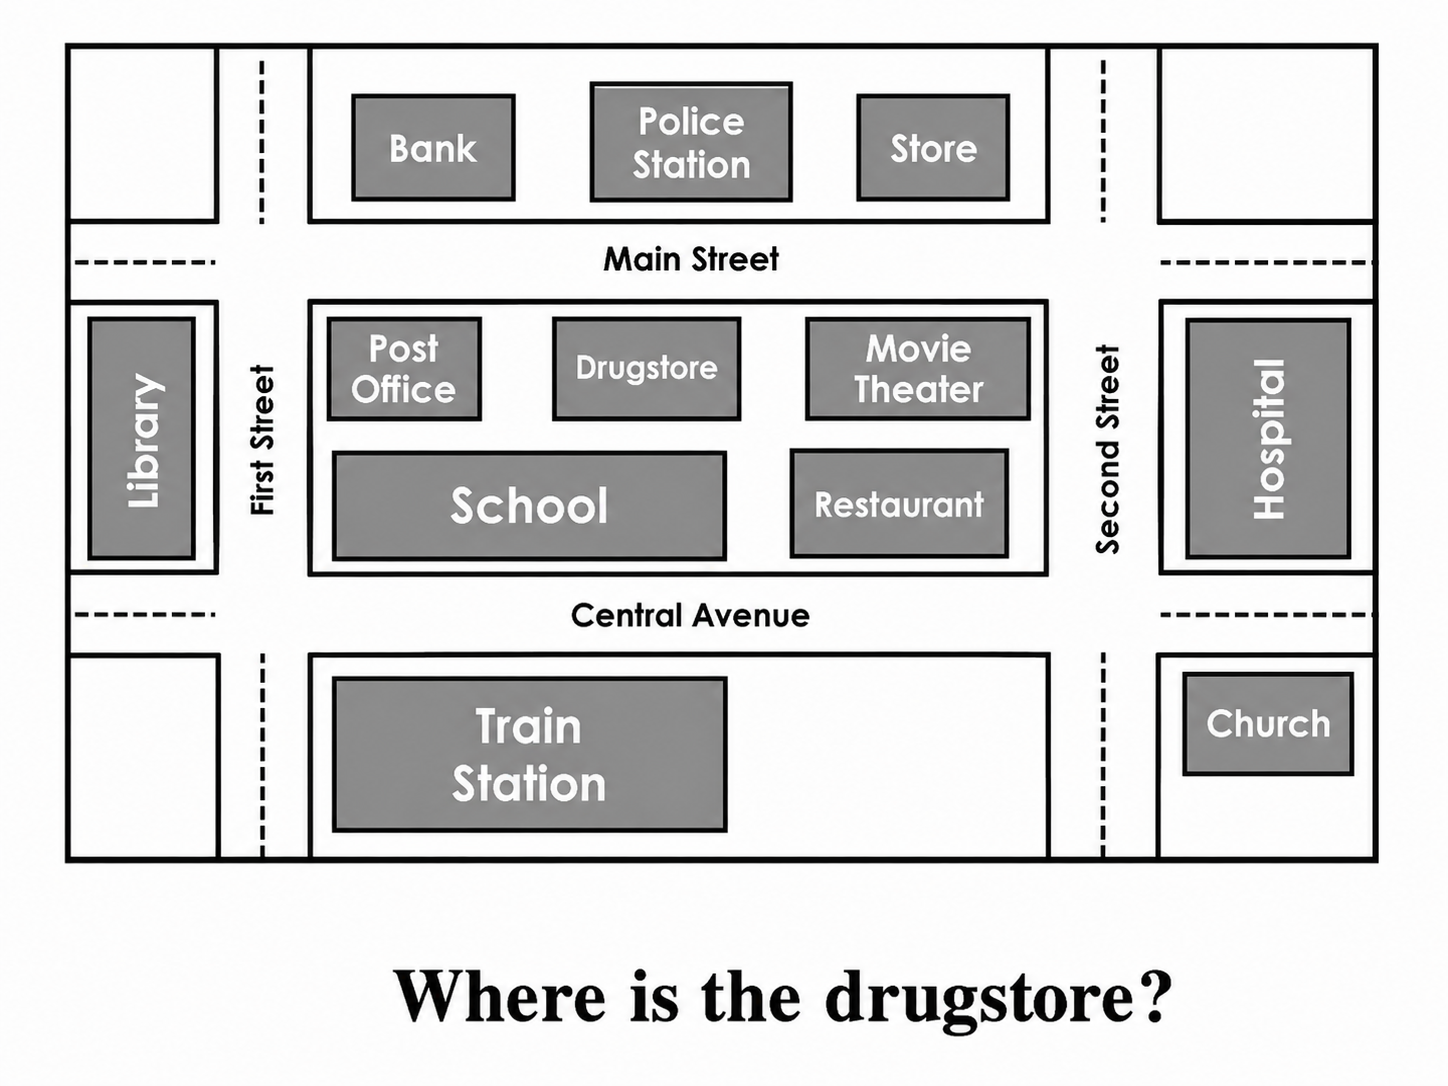 Bank
Police
Station
Store
Main Street
Library
First Street
Post
Office
Drugstore
Movie
Theater
School
Restaurant
Second Street
Hospital
Central Avenue
Train
Station
Church
Where is the drugstore?